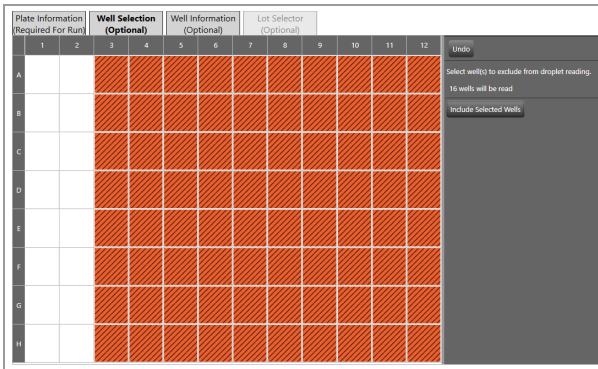 Plate Information
(Required For Run)
Well Selection
(Optional)
Well Information
(Optional)
Lot Selector
(Optional)
1 2 3 4 5 6 7 8 9 10 11 12
A
B
C
D
E
F
G
H
Undo
Select well(s) to exclude from droplet reading.
16 wells will be read
Include Selected Wells